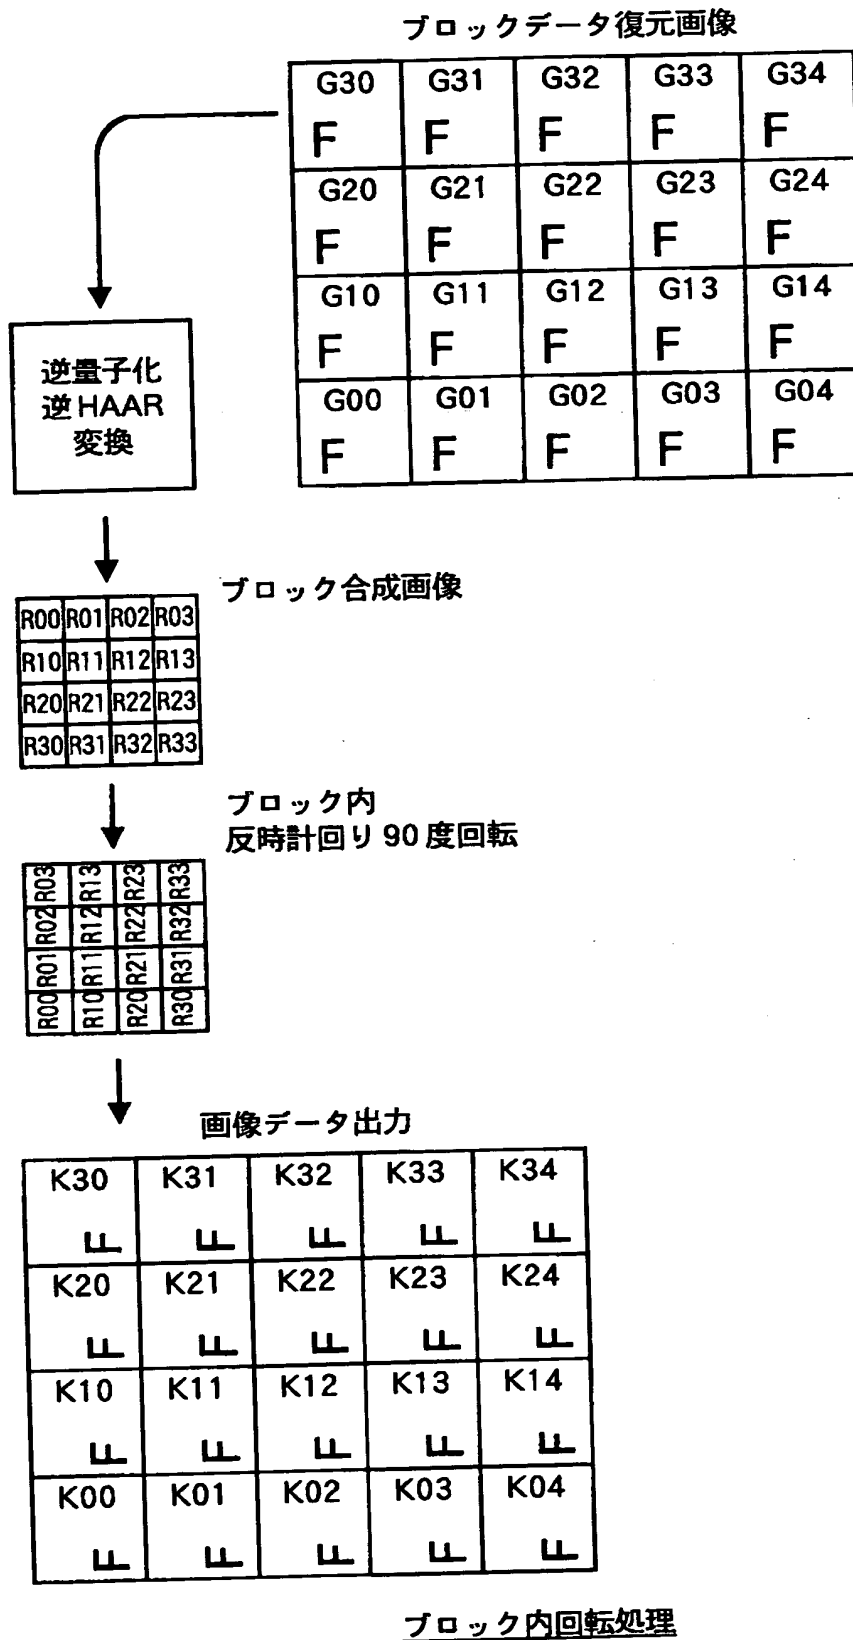 ブロックデータ復元画像
G30 G31 G32 G33 G34
F F F F F
G20 G21 G22 G23 G24
F F F F F
G10 G11 G12 G13 G14
F F F F F
G00 G01 G02 G03 G04
F F F F F
逆量子化
逆HAAR
変換
ブロック合成画像
R00 R01 R02 R03
R10 R11 R12 R13
R20 R21 R22 R23
R30 R31 R32 R33
ブロック内
反時計回り90度回転
R03 R13 R23 R33
R02 R12 R22 R32
R01 R11 R21 R31
R00 R10 R20 R30
画像データ出力
K30 K31 K32 K33 K34
F F F F F
K20 K21 K22 K23 K24
F F F F F
K10 K11 K12 K13 K14
F F F F F
K00 K01 K02 K03 K04
F F F F F
ブロック内回転処理